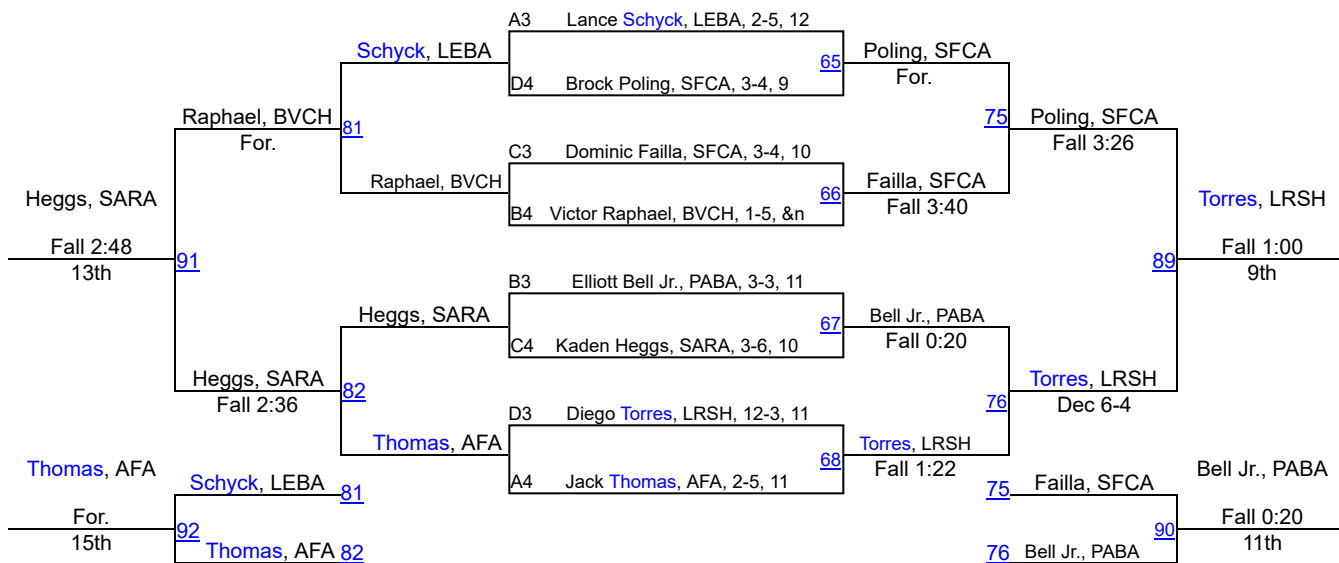 A3 Lance Schyck, LEBA, 2-5, 12
Schyck, LEBA
65
Poling, SFCA
For.
D4 Brock Poling, SFCA, 3-4, 9
Raphael, BVCH
For.
81
75
Poling, SFCA
Fall 3:26
C3 Dominic Failla, SFCA, 3-4, 10
Raphael, BVCH
66
Failla, SFCA
Fall 3:40
B4 Victor Raphael, BVCH, 1-5, &n
Heggs, SARA
Fall 2:48
13th
91
89
Torres, LRSH
Fall 1:00
9th
B3 Elliott Bell Jr., PABA, 3-3, 11
Heggs, SARA
67
Bell Jr., PABA
Fall 0:20
C4 Kaden Heggs, SARA, 3-6, 10
Heggs, SARA
Fall 2:36
82
76
Torres, LRSH
Dec 6-4
D3 Diego Torres, LRSH, 12-3, 11
Thomas, AFA
68
Torres, LRSH
Fall 1:22
A4 Jack Thomas, AFA, 2-5, 11
Thomas, AFA
For.
15th
Schyck, LEBA 81
92
Thomas, AFA 82
75 Failla, SFCA
90
76 Bell Jr., PABA
Bell Jr., PABA
Fall 0:20
11th